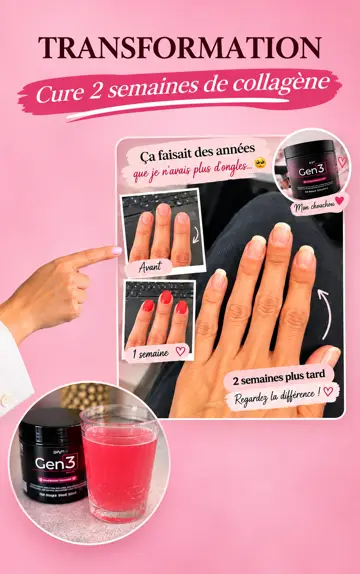 TRANSFORMATION
Cure 2 semaines de collagène
Ça faisait des années
que je n'avais plus d'ongles...
Gen3
Mon chouchou
Avant
1 semaine
2 semaines plus tard
Regardez la différence !
Gen3